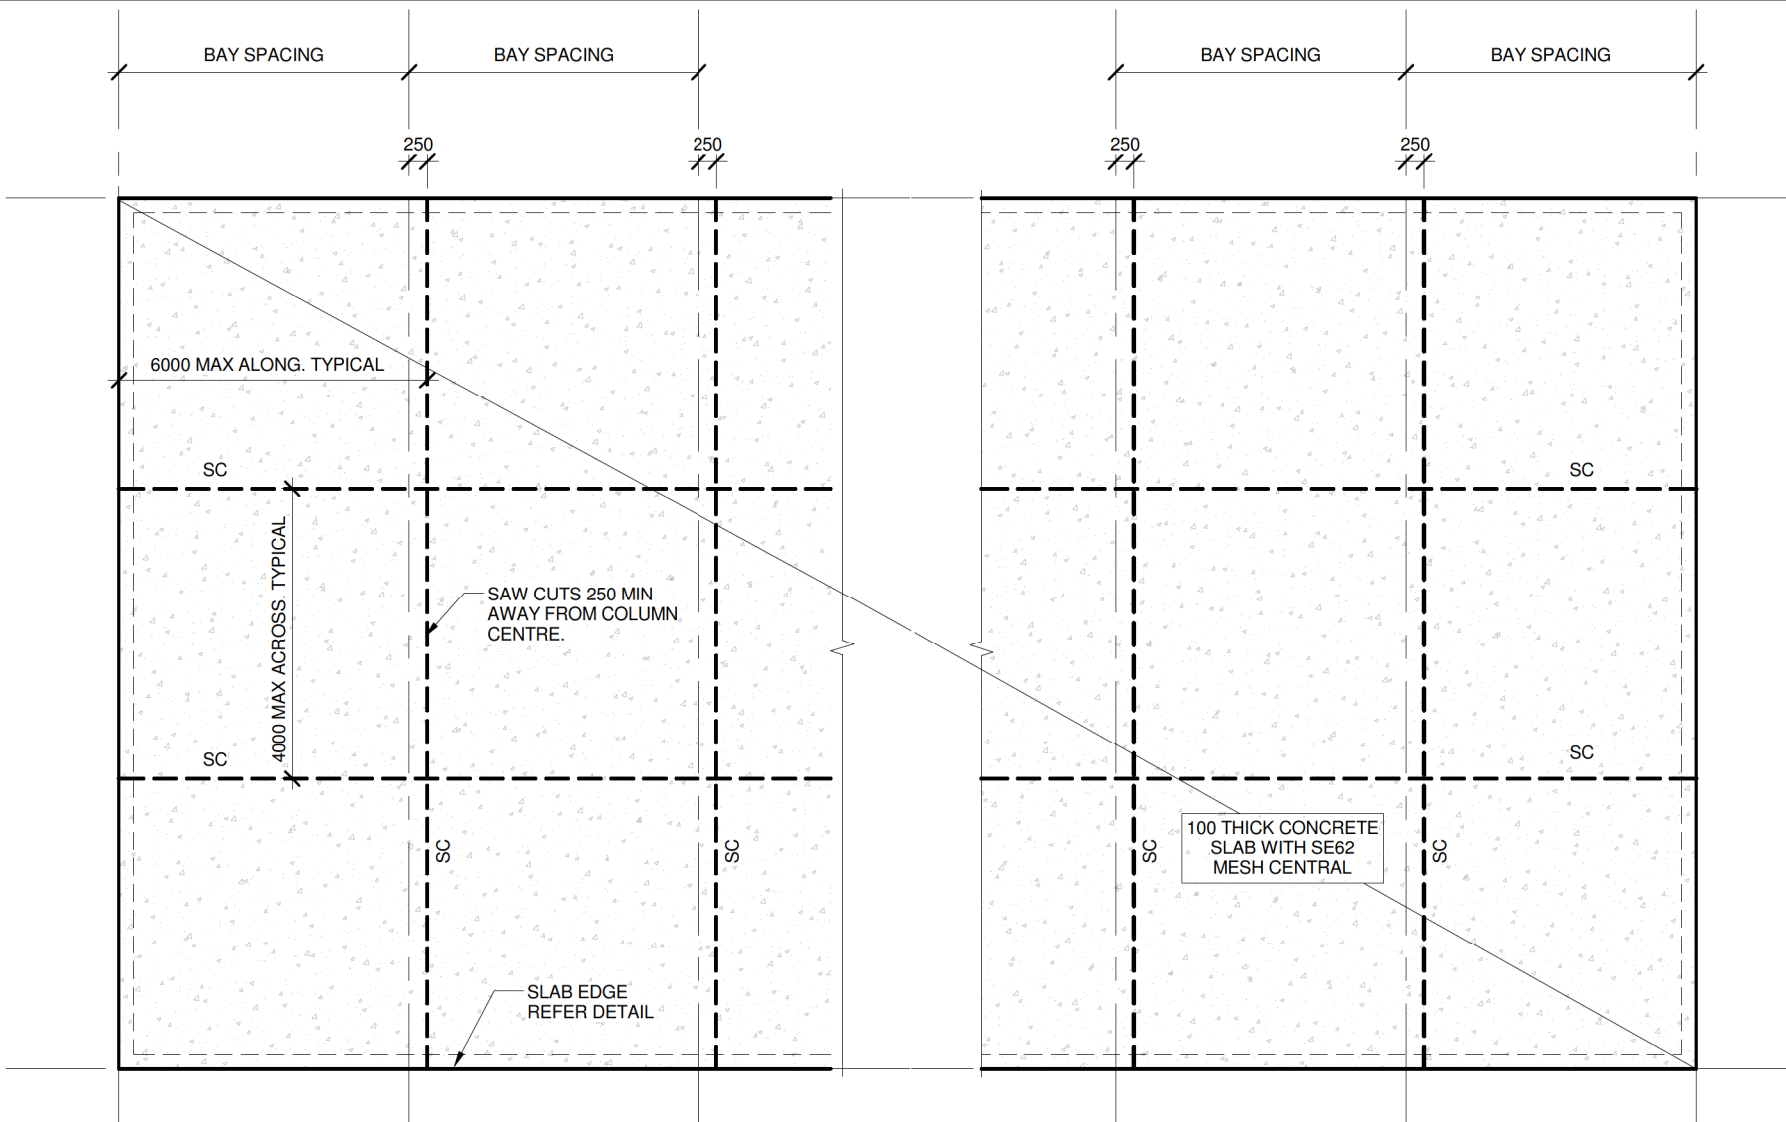 BAY SPACING
BAY SPACING
BAY SPACING
BAY SPACING
250
250
250
250
6000 MAX ALONG. TYPICAL
SC
SC
4000 MAX ACROSS. TYPICAL
SAW CUTS 250 MIN
AWAY FROM COLUMN
CENTRE.
SC
SC
100 THICK CONCRETE
SLAB WITH SE62
MESH CENTRAL
SC
SC
SC
SC
SLAB EDGE
REFER DETAIL